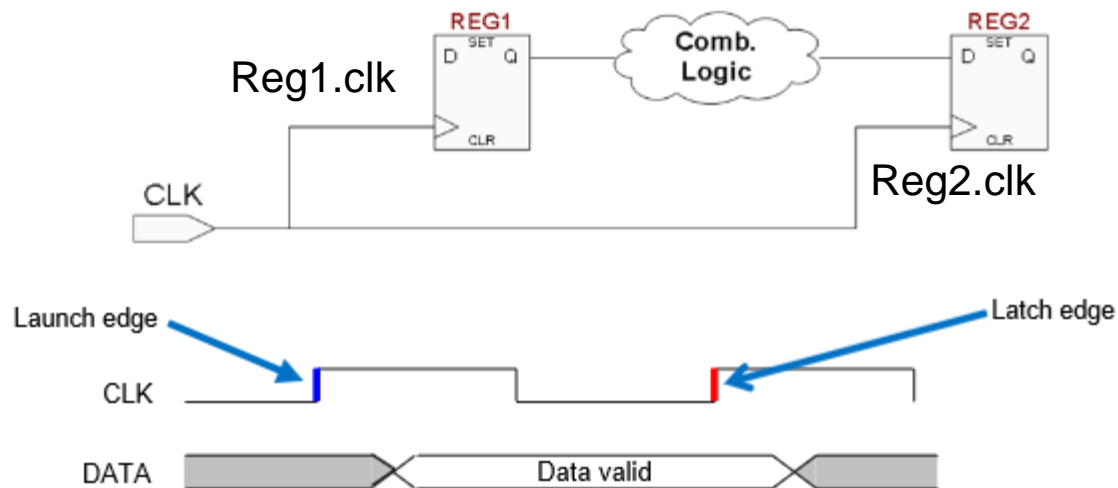 REG1
SET
D Q
CLR
Comb.
Logic
REG2
SET
D Q
CLR
Reg1.clk
Reg2.clk
CLK
Launch edge
Latch edge
CLK
DATA
Data valid